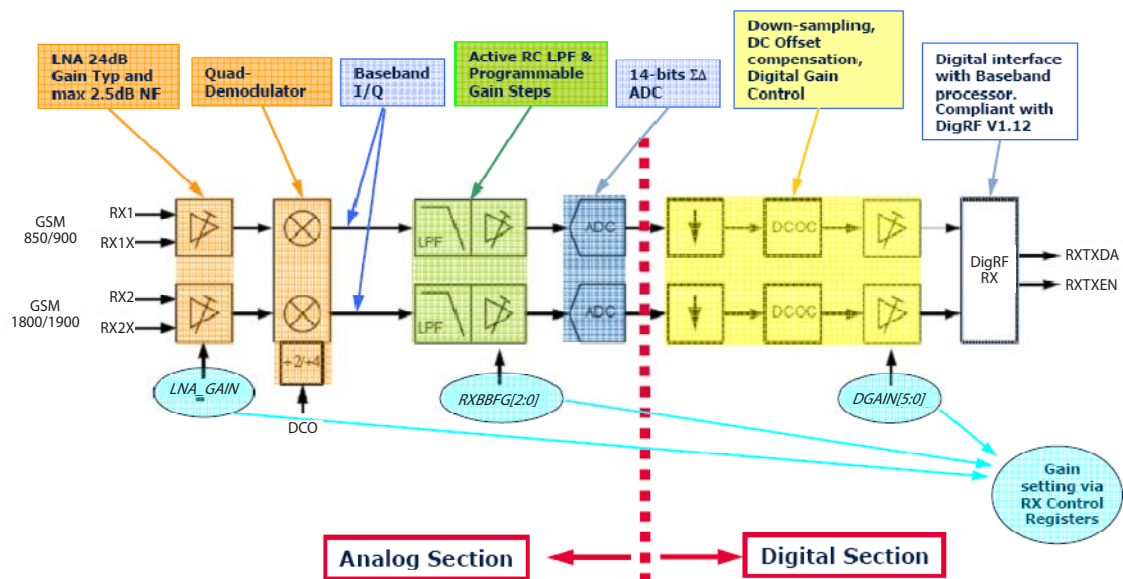 LNA 24dB
Gain Typ and
max 2.5dB NF
Quad-
Demodulator
Baseband
I/Q
Active RC LPF &
Programmable
Gain Steps
14-bits ΣΔ
ADC
Down-sampling,
DC Offset
compensation,
Digital Gain
Control
Digital interface
with Baseband
processor.
Compliant with
DigRF V1.12
GSM
850/900
RX1
RX1X
LPF
ADC
DCOC
GSM
1800/1900
RX2
RX2X
LPF
ADC
DCOC
DigRF
RX
RXTXDA
RXTXEN
÷2/÷4
DCO
LNA_GAIN
RXBBFG[2:0]
DGAIN[5:0]
Gain
setting via
RX Control
Registers
Analog Section
Digital Section